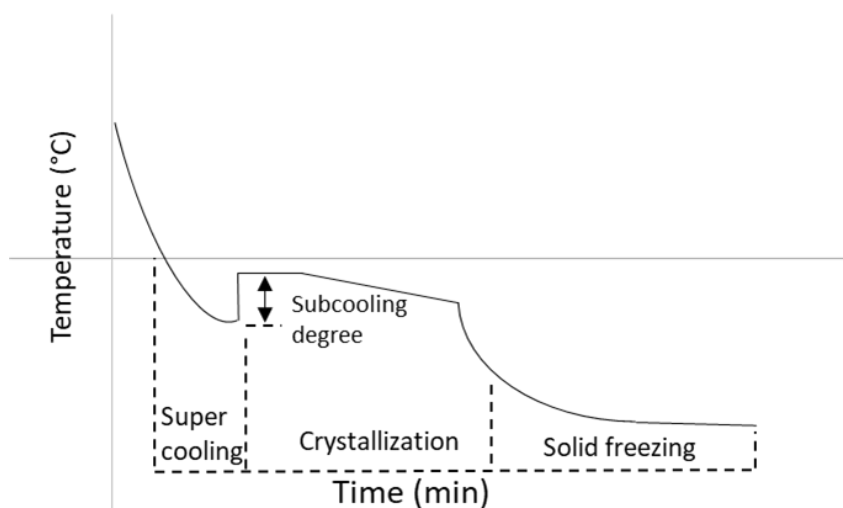 Temperature (°C)
Subcooling
degree
Super
cooling
Crystallization
Solid freezing
Time (min)